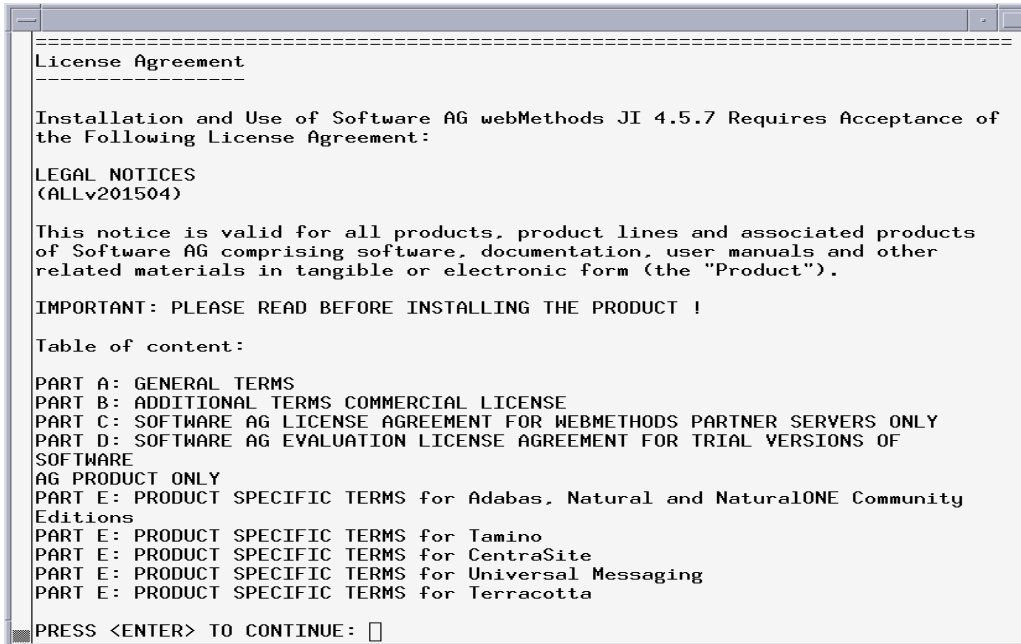 ===============================================================================
License Agreement
-----------------
Installation and Use of Software AG webMethods JI 4.5.7 Requires Acceptance of
the Following License Agreement:
LEGAL NOTICES
(ALLv201504)
This notice is valid for all products, product lines and associated products
of Software AG comprising software, documentation, user manuals and other
related materials in tangible or electronic form (the "Product").
IMPORTANT: PLEASE READ BEFORE INSTALLING THE PRODUCT !
Table of content:
PART A: GENERAL TERMS
PART B: ADDITIONAL TERMS COMMERCIAL LICENSE
PART C: SOFTWARE AG LICENSE AGREEMENT FOR WEBMETHODS PARTNER SERVERS ONLY
PART D: SOFTWARE AG EVALUATION LICENSE AGREEMENT FOR TRIAL VERSIONS OF
SOFTWARE
AG PRODUCT ONLY
PART E: PRODUCT SPECIFIC TERMS for Adabas, Natural and NaturalONE Community
Editions
PART E: PRODUCT SPECIFIC TERMS for Tamino
PART E: PRODUCT SPECIFIC TERMS for CentraSite
PART E: PRODUCT SPECIFIC TERMS for Universal Messaging
PART E: PRODUCT SPECIFIC TERMS for Terracotta
PRESS <ENTER> TO CONTINUE: